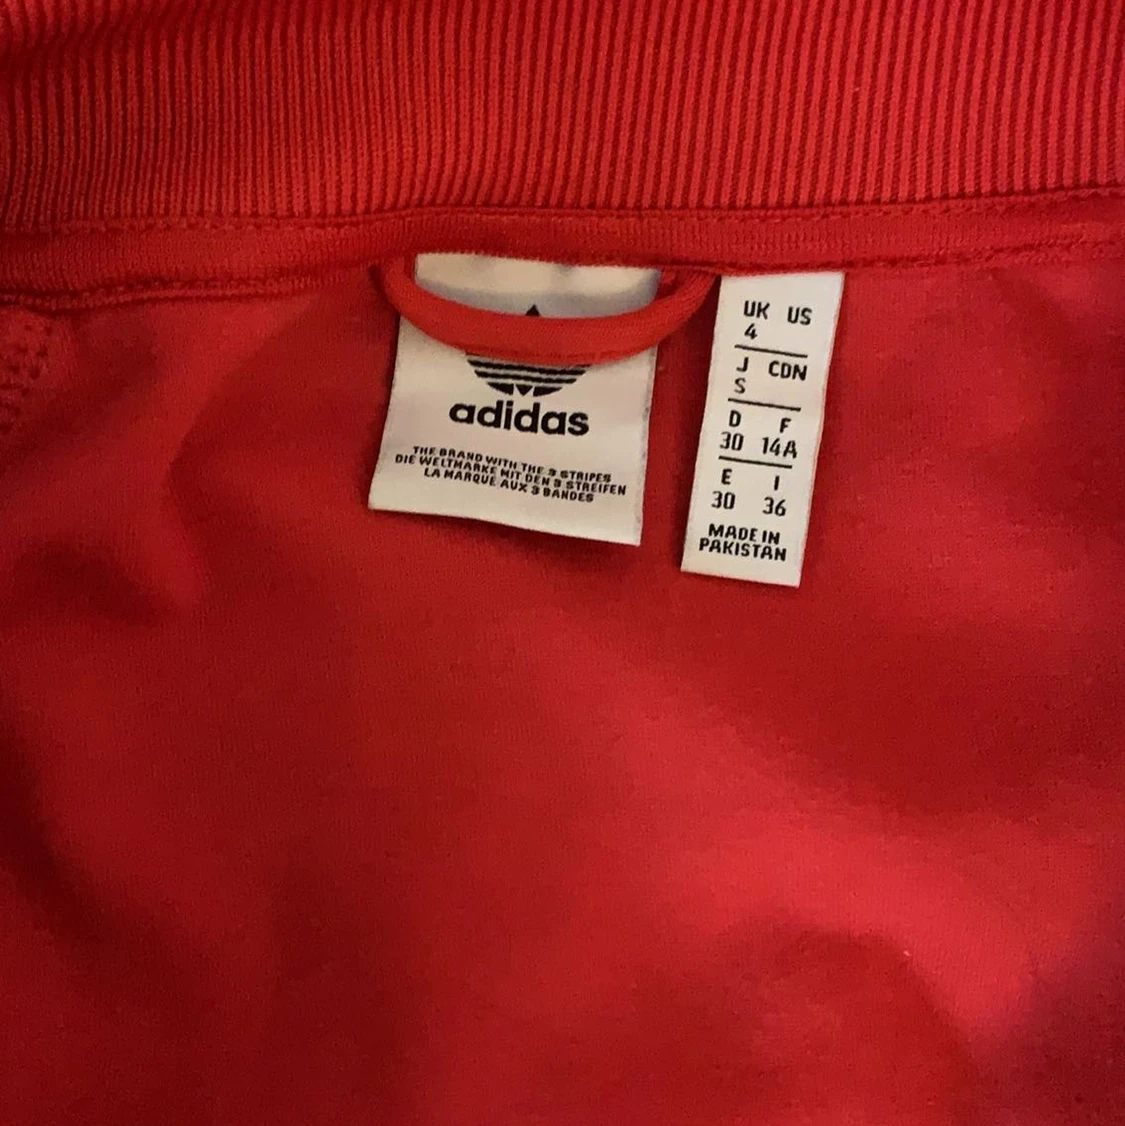 adidas
THE BRAND WITH THE 3 STRIPES
DIE WELTMARKE MIT DEN 3 STREIFEN
LA MARQUE AUX 3 BANDES
UK US
4
J CDN
S
D F
30 14A
E I
30 36
MADE IN
PAKISTAN